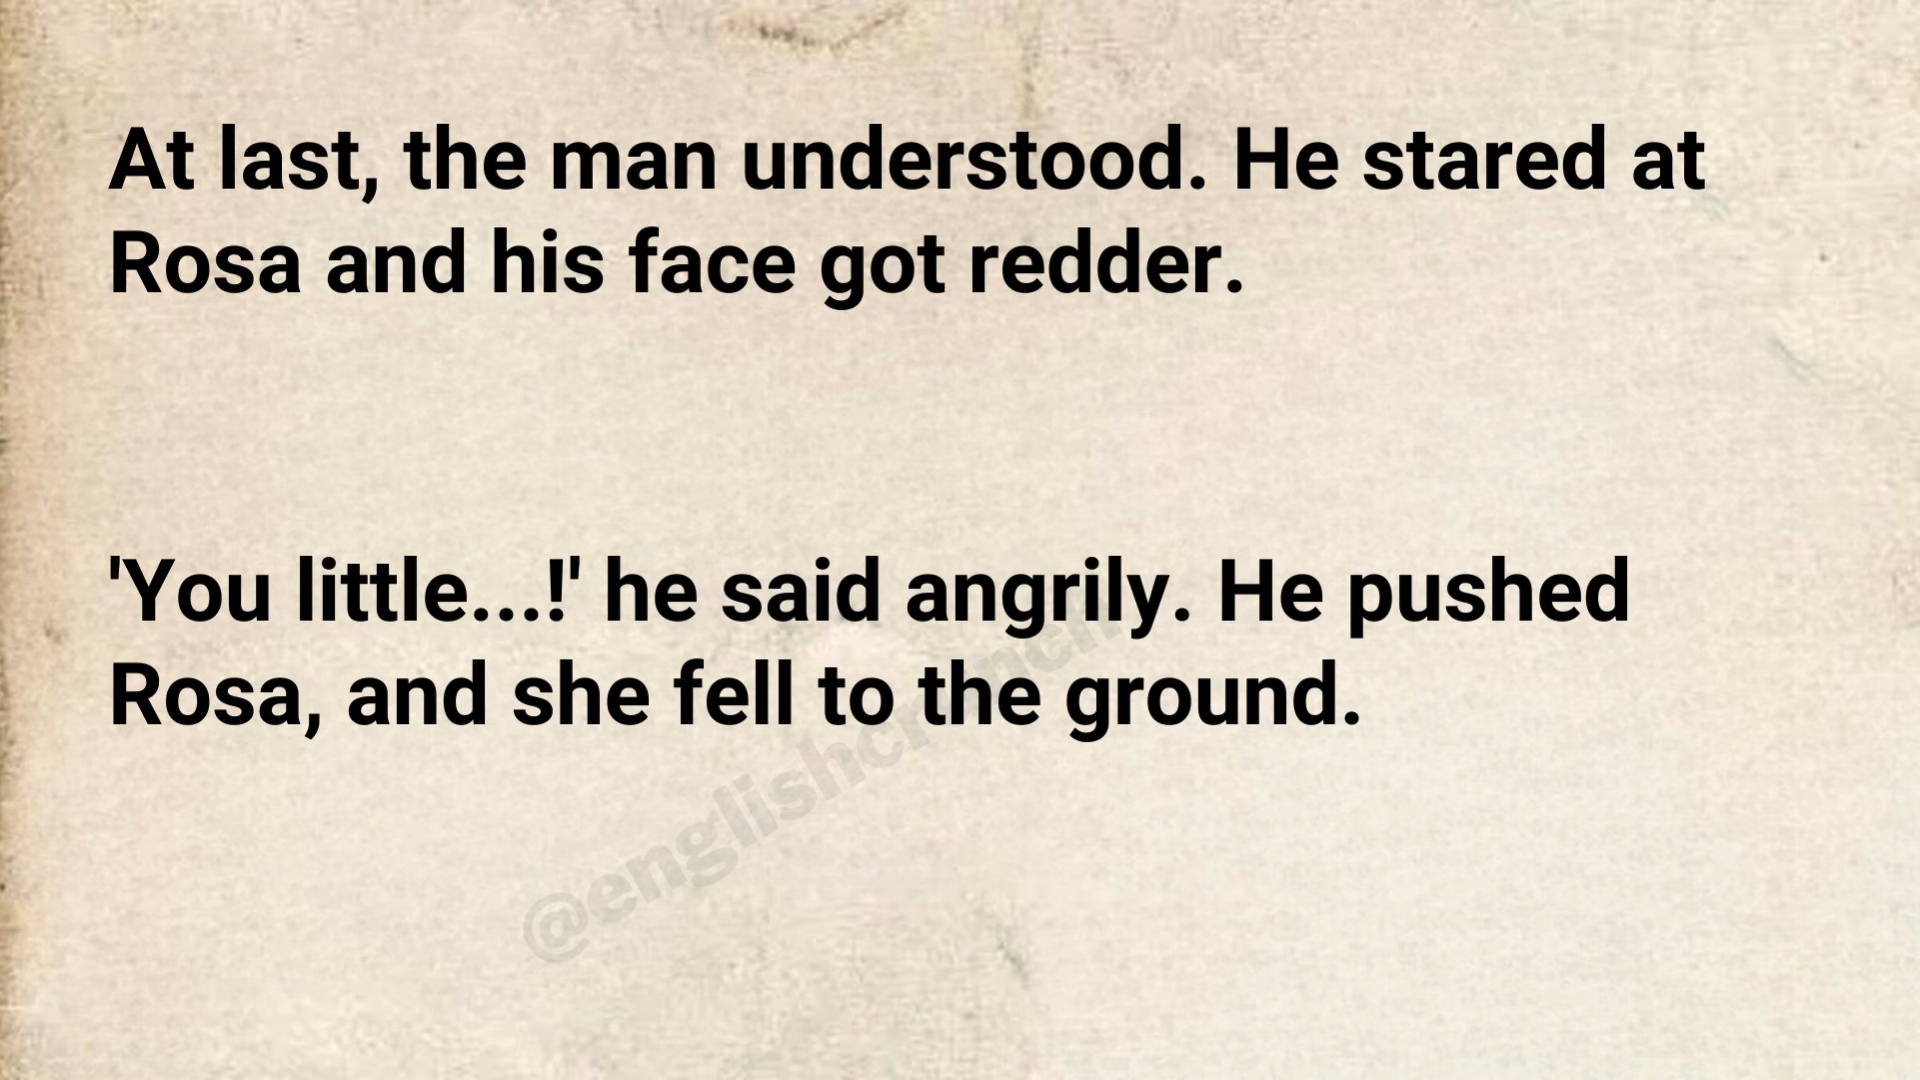 At last, the man understood. He stared at
Rosa and his face got redder.
'You little...!' he said angrily. He pushed
Rosa, and she fell to the ground.